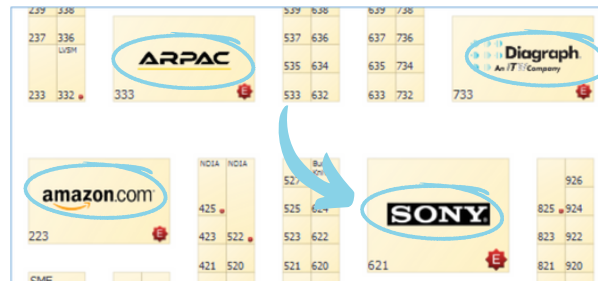 239 338 539 638 639 738
237 336 537 636 637 736
LVSM
ARPAC
Diagraph
An ITW Company
535 634 635 734
233 332 333 E 533 632 633 732 733 E
NDIA NDIA
527 926
amazon.com
425 525 624 SONY 825 924
223 E 423 522 523 622 823 922
421 520 521 620 621 E 821 920
SME